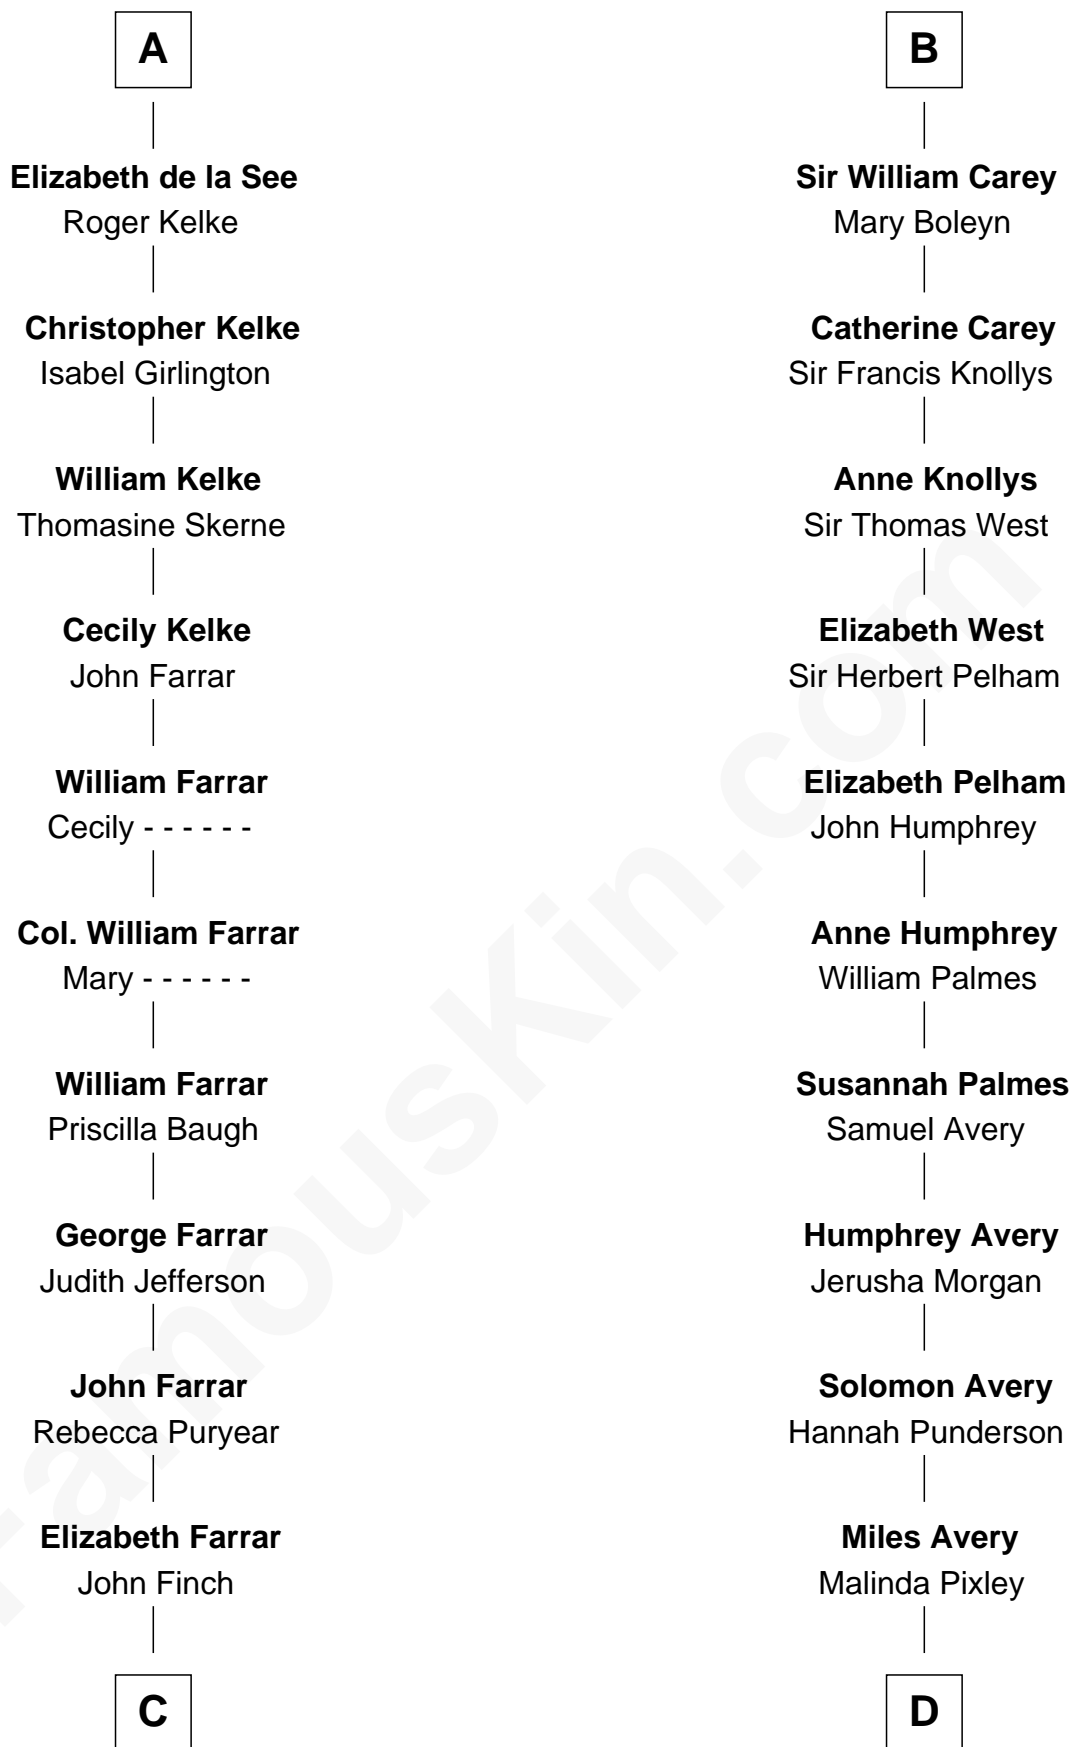 A
Elizabeth de la See
Roger Kelke
Christopher Kelke
Isabel Girlington
William Kelke
Thomasine Skerne
Cecily Kelke
John Farrar
William Farrar
Cecily - - - - - -
Col. William Farrar
Mary - - - - - -
William Farrar
Priscilla Baugh
George Farrar
Judith Jefferson
John Farrar
Rebecca Puryear
Elizabeth Farrar
John Finch
C
B
Sir William Carey
Mary Boleyn
Catherine Carey
Sir Francis Knollys
Anne Knollys
Sir Thomas West
Elizabeth West
Sir Herbert Pelham
Elizabeth Pelham
John Humphrey
Anne Humphrey
William Palmes
Susannah Palmes
Samuel Avery
Humphrey Avery
Jerusha Morgan
Solomon Avery
Hannah Punderson
Miles Avery
Malinda Pixley
D
FamousKin.com